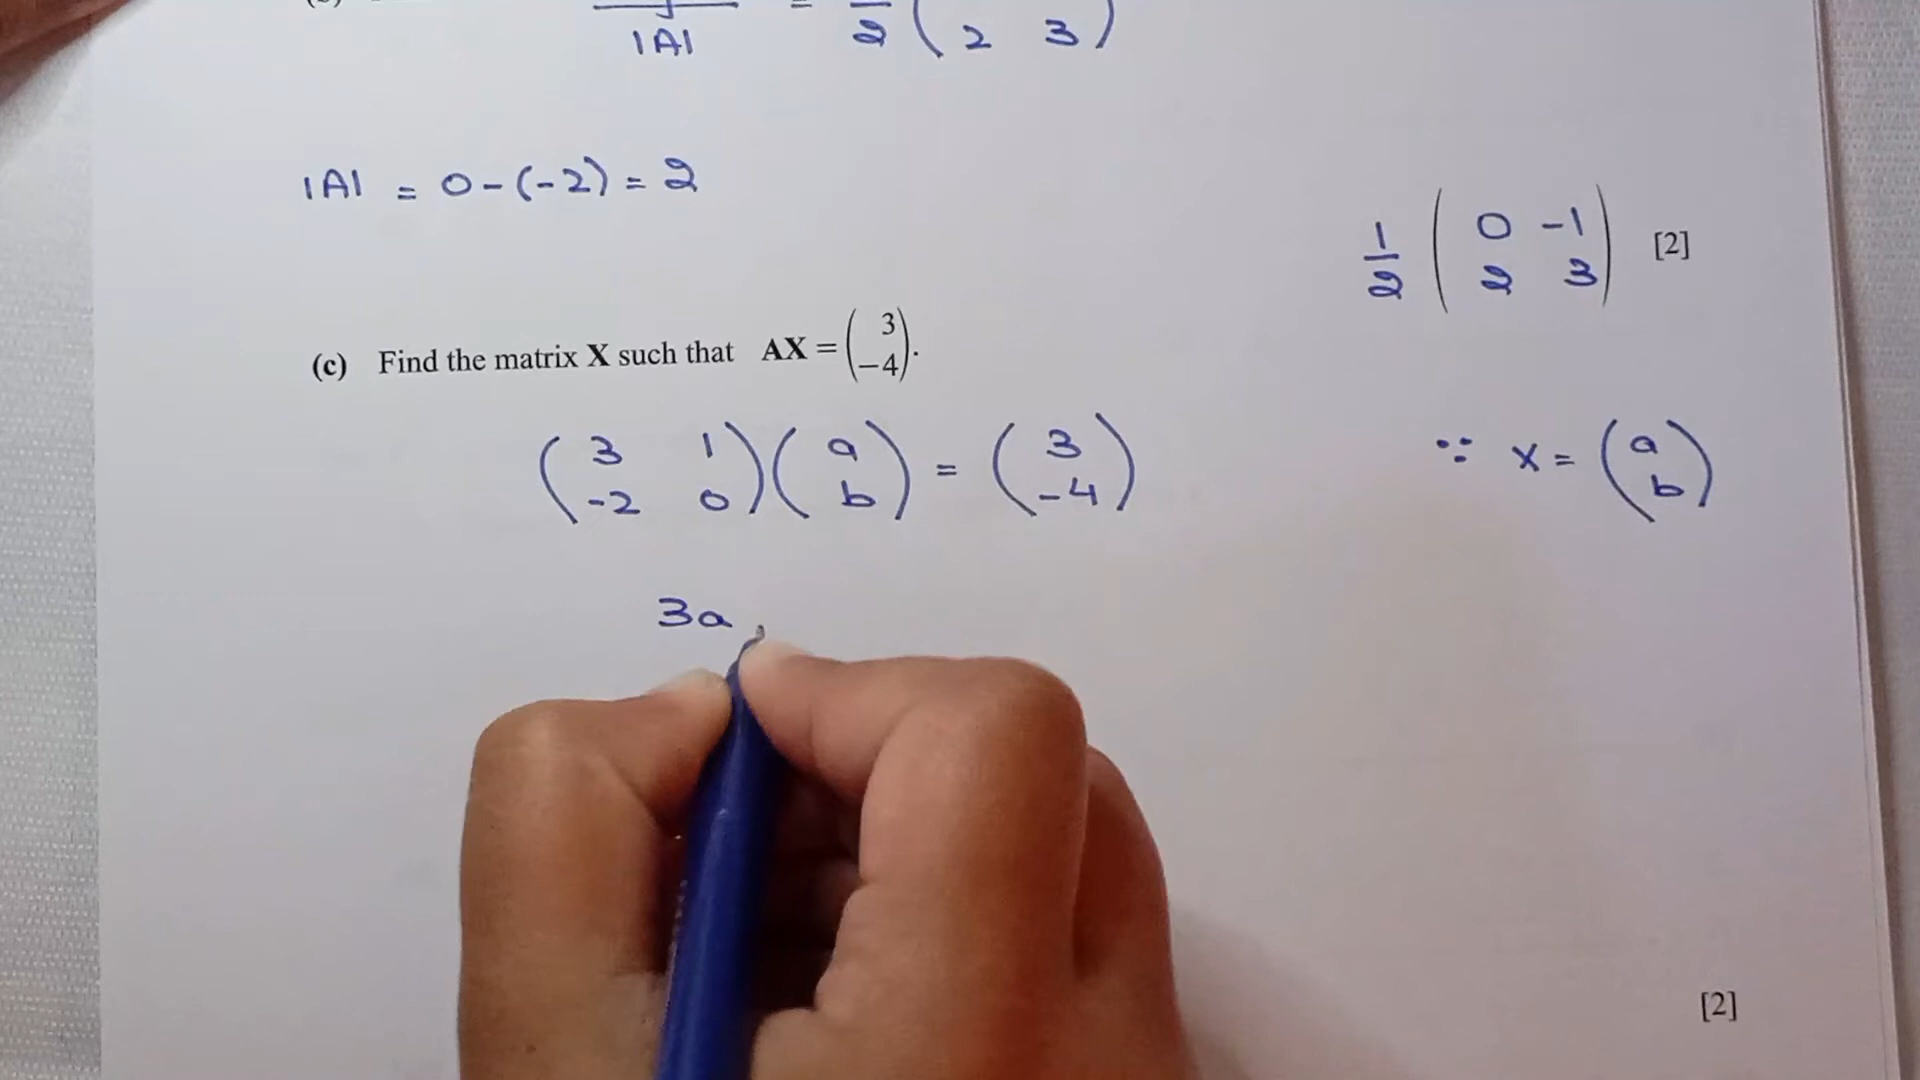 |A| = 1/2 ( 2 3 )
|A| = 0-(-2) = 2
1/2 ( 0 -1 ; 2 3 ) [2]
(c) Find the matrix X such that AX = ( 3 ; -4 ).
( 3 1 ; -2 0 ) ( a ; b ) = ( 3 ; -4 )
∵ X = ( a ; b )
3a
[2]